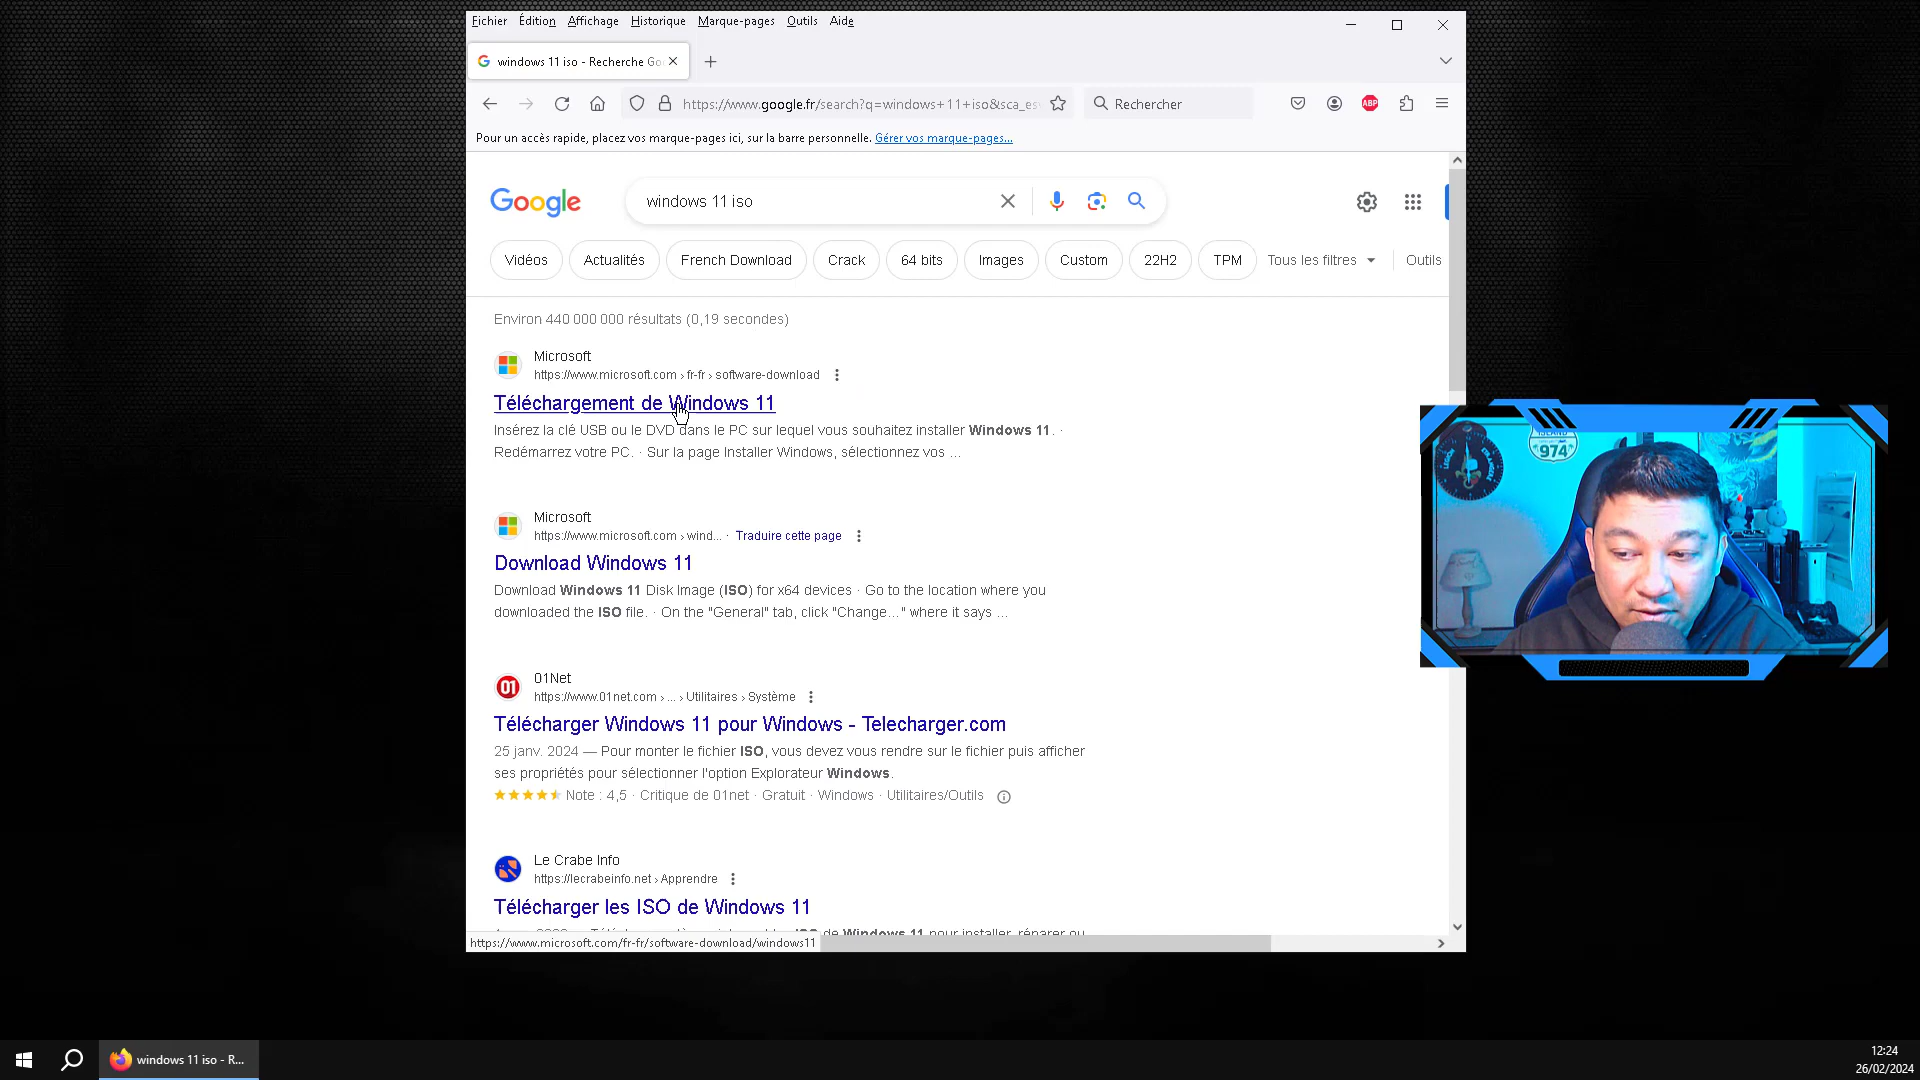 Fichier Édition Affichage Historique Marque-pages Outils Aide
windows 11 iso - Recherche Go
https://www.google.fr/search?q=windows+11+iso&sca_es
Rechercher
ABP
Pour un accès rapide, placez vos marque-pages ici, sur la barre personnelle. Gérer vos marque-pages...
Google
windows 11 iso
Vidéos Actualités French Download Crack 64 bits Images Custom 22H2 TPM Tous les filtres Outils
Environ 440 000 000 résultats (0,19 secondes)
Microsoft
https://www.microsoft.com › fr-fr › software-download
Téléchargement de Windows 11
Insérez la clé USB ou le DVD dans le PC sur lequel vous souhaitez installer Windows 11. ·
Redémarrez votre PC. · Sur la page Installer Windows, sélectionnez vos ...
Microsoft
https://www.microsoft.com › wind... · Traduire cette page
Download Windows 11
Download Windows 11 Disk Image (ISO) for x64 devices · Go to the location where you
downloaded the ISO file. · On the "General" tab, click "Change..." where it says ...
01Net
01
https://www.01net.com › ... › Utilitaires › Système
Télécharger Windows 11 pour Windows - Telecharger.com
25 janv. 2024 — Pour monter le fichier ISO, vous devez vous rendre sur le fichier puis afficher
ses propriétés pour sélectionner l'option Explorateur Windows.
Note : 4,5 · Critique de 01net · Gratuit · Windows · Utilitaires/Outils
Le Crabe Info
https://lecrabeinfo.net › Apprendre
Télécharger les ISO de Windows 11
de Windows 11 pour installer, réparer ou
https://www.microsoft.com/fr-fr/software-download/windows11
ISLAND
974
windows 11 iso - R...
12:24
26/02/2024